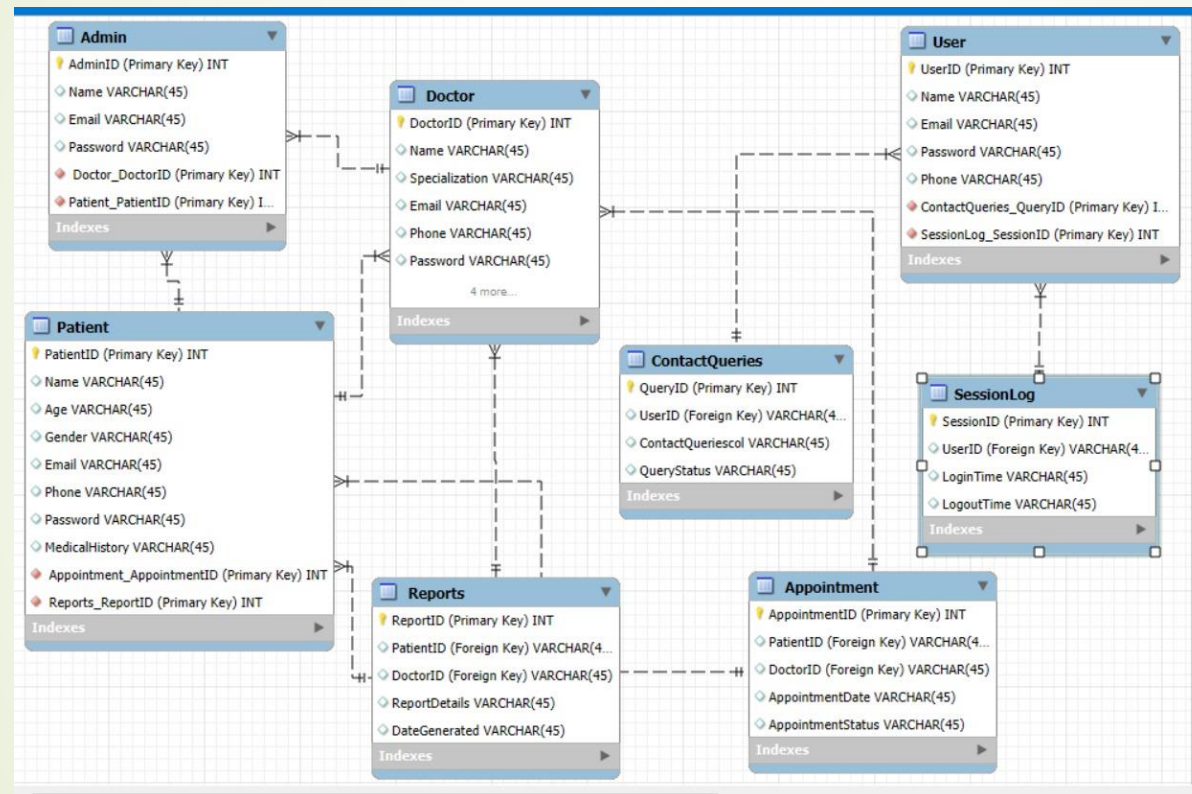 Admin
AdminID (Primary Key) INT
Name VARCHAR(45)
Email VARCHAR(45)
Password VARCHAR(45)
Doctor_DoctorID (Primary Key) INT
Patient_PatientID (Primary Key) I...
Indexes
Doctor
DoctorID (Primary Key) INT
Name VARCHAR(45)
Specialization VARCHAR(45)
Email VARCHAR(45)
Phone VARCHAR(45)
Password VARCHAR(45)
4 more...
Indexes
User
UserID (Primary Key) INT
Name VARCHAR(45)
Email VARCHAR(45)
Password VARCHAR(45)
Phone VARCHAR(45)
ContactQueries_QueryID (Primary Key) I...
SessionLog_SessionID (Primary Key) INT
Indexes
Patient
PatientID (Primary Key) INT
Name VARCHAR(45)
Age VARCHAR(45)
Gender VARCHAR(45)
Email VARCHAR(45)
Phone VARCHAR(45)
Password VARCHAR(45)
MedicalHistory VARCHAR(45)
Appointment_AppointmentID (Primary Key) INT
Reports_ReportID (Primary Key) INT
Indexes
ContactQueries
QueryID (Primary Key) INT
UserID (Foreign Key) VARCHAR(4...
ContactQueriescol VARCHAR(45)
QueryStatus VARCHAR(45)
Indexes
SessionLog
SessionID (Primary Key) INT
UserID (Foreign Key) VARCHAR(4...
LoginTime VARCHAR(45)
LogoutTime VARCHAR(45)
Indexes
Reports
ReportID (Primary Key) INT
PatientID (Foreign Key) VARCHAR(4...
DoctorID (Foreign Key) VARCHAR(45)
ReportDetails VARCHAR(45)
DateGenerated VARCHAR(45)
Indexes
Appointment
AppointmentID (Primary Key) INT
PatientID (Foreign Key) VARCHAR(4...
DoctorID (Foreign Key) VARCHAR(45)
AppointmentDate VARCHAR(45)
AppointmentStatus VARCHAR(45)
Indexes